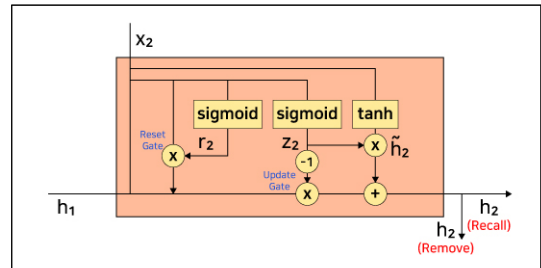 x₂
sigmoid
sigmoid
tanh
Reset
Gate
r₂
z₂
x
x
h̃₂
-1
Update
Gate
x
+
h₁
h₂
(Recall)
h₂
(Remove)